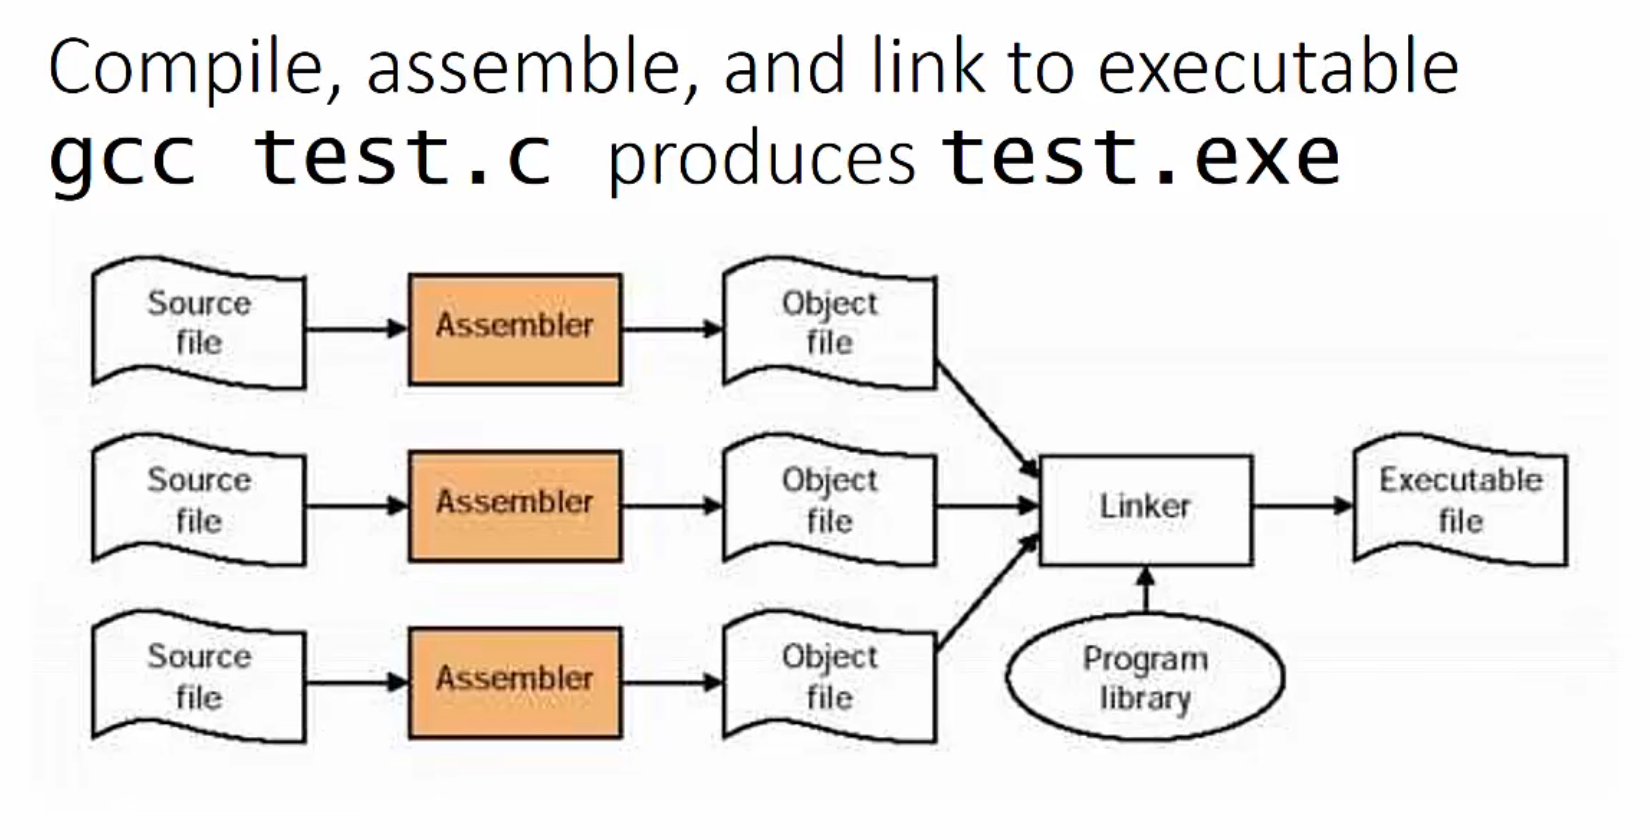 Compile, assemble, and link to executable
gcc test.c produces test.exe
Source
file
Assembler
Object
file
Source
file
Assembler
Object
file
Linker
Executable
file
Source
file
Assembler
Object
file
Program
library